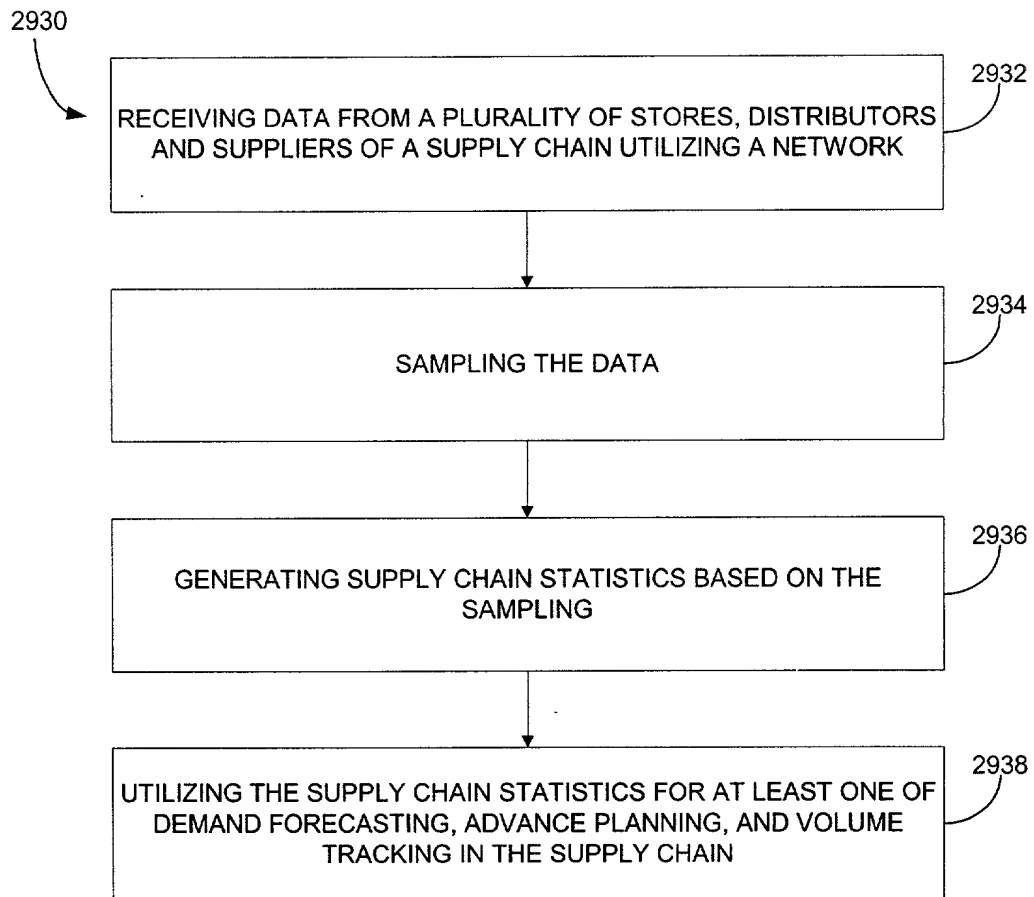 2930
2932
RECEIVING DATA FROM A PLURALITY OF STORES, DISTRIBUTORS
AND SUPPLIERS OF A SUPPLY CHAIN UTILIZING A NETWORK
2934
SAMPLING THE DATA
2936
GENERATING SUPPLY CHAIN STATISTICS BASED ON THE
SAMPLING
2938
UTILIZING THE SUPPLY CHAIN STATISTICS FOR AT LEAST ONE OF
DEMAND FORECASTING, ADVANCE PLANNING, AND VOLUME
TRACKING IN THE SUPPLY CHAIN